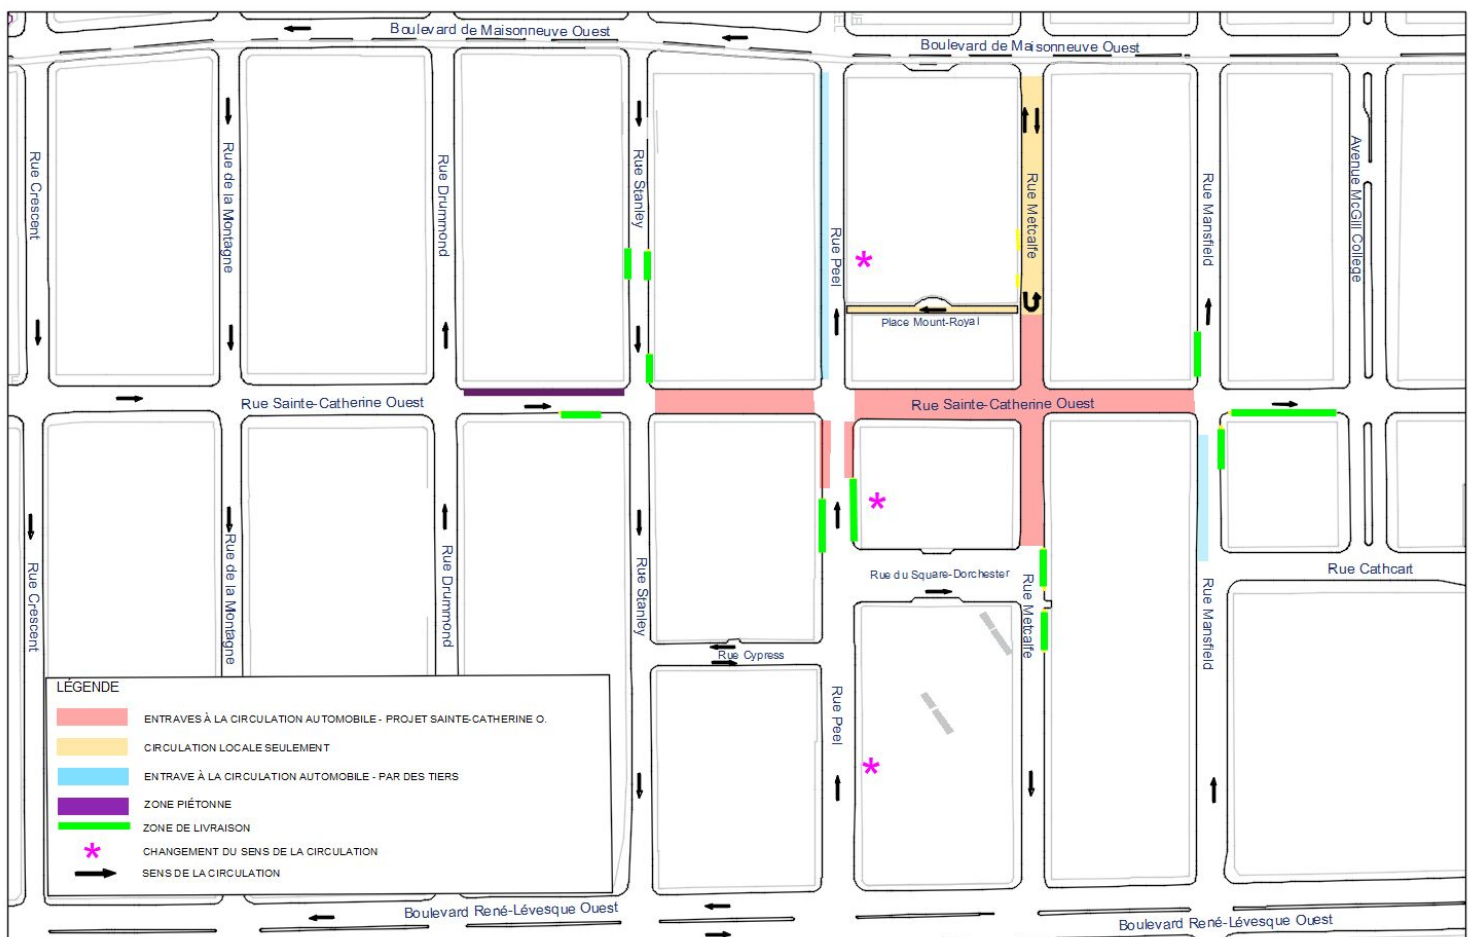 Boulevard de Maisonneuve Ouest
Boulevard de Maisonneuve Ouest
Rue Crescent
Rue de la Montagne
Rue Drummond
Rue Stanley
Rue Peel
Rue Metcalfe
Rue Mansfield
Avenue McGill College
*
Place Mount-Royal
Rue Sainte-Catherine Ouest
Rue Sainte-Catherine Ouest
*
Rue Crescent
Rue de la Montagne
Rue Drummond
Rue Stanley
Rue du Square-Dorchester
Rue Metcalfe
Rue Mansfield
Rue Cathcart
Rue Cypress
Rue Peel
*
LÉGENDE
ENTRAVES À LA CIRCULATION AUTOMOBILE - PROJET SAINTE-CATHERINE O.
CIRCULATION LOCALE SEULEMENT
ENTRAVE À LA CIRCULATION AUTOMOBILE - PAR DES TIERS
ZONE PIÉTONNE
ZONE DE LIVRAISON
* CHANGEMENT DU SENS DE LA CIRCULATION
SENS DE LA CIRCULATION
Boulevard René-Lévesque Ouest
Boulevard René-Lévesque Ouest